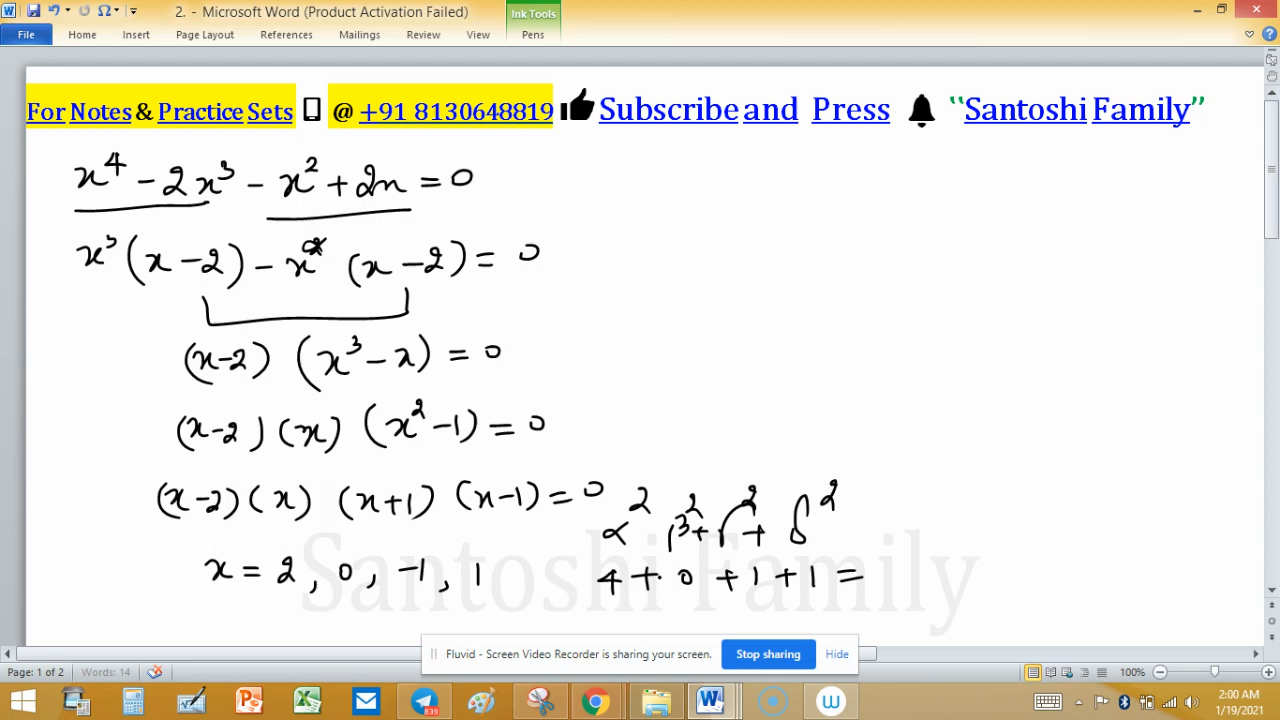 2. - Microsoft Word (Product Activation Failed)
Ink Tools
File Home Insert Page Layout References Mailings Review View Pens
For Notes & Practice Sets @ +91 8130648819 Subscribe and Press "Santoshi Family"
x⁴ - 2x³ - x² + 2x = 0
x³ (x - 2) - x (x - 2) = 0
(x-2) (x³ - x) = 0
(x-2) (x) (x² - 1) = 0
(x-2) (x) (x+1) (x-1) = 0
α² β² + γ² + δ²
x = 2, 0, -1, 1
4 + 0 + 1 + 1 =
Santoshi Family
Fluvid - Screen Video Recorder is sharing your screen. Stop sharing Hide
Page: 1 of 2 Words: 14 100%
839
2:00 AM
1/19/2021